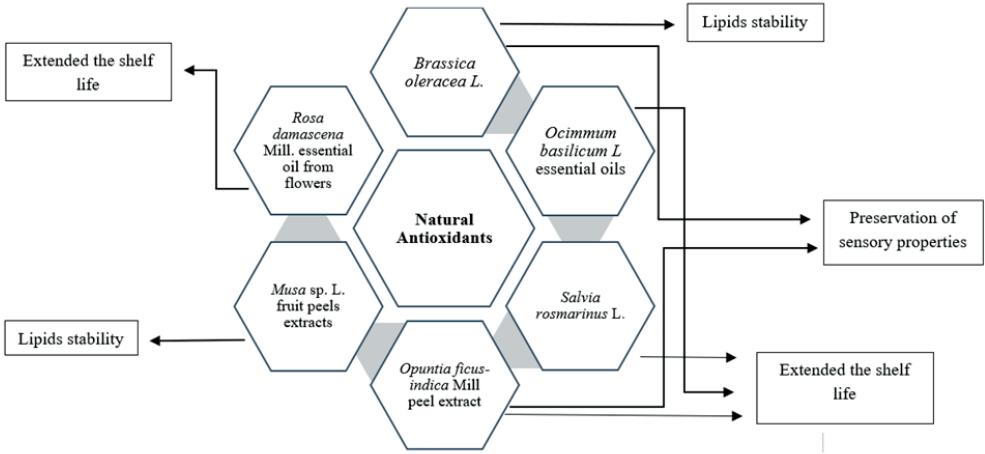 Lipids stability
Extended the shelf
life
Brassica
oleracea L.
Rosa
damascena
Mill. essential
oil from
flowers
Ocimmum
basilicum L
essential oils
Natural
Antioxidants
Preservation of
sensory properties
Musa sp. L.
fruit peels
extracts
Salvia
rosmarinus L.
Lipids stability
Opuntia ficus-
indica Mill
peel extract
Extended the shelf
life